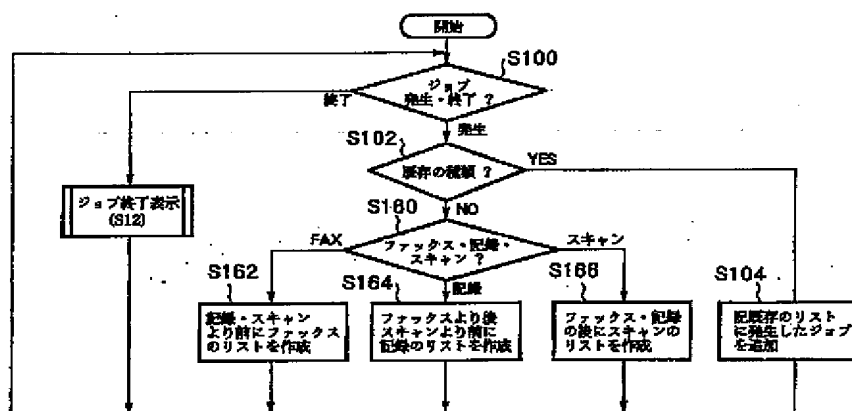 開始
S100
ジョブ
発生・終了 ?
終了
発生
S102
既存の種類 ?
YES
NO
ジョブ終了表示
(S12)
S160
ファックス・記録・
スキャン ?
FAX
記録
スキャン
S162
記録・スキャン
より前にファックス
のリストを作成
S164
ファックスより後
スキャンより前に
記録のリストを作成
S166
ファックス・記録
の後にスキャンの
リストを作成
S104
記既存のリスト
に発生したジョブ
を追加